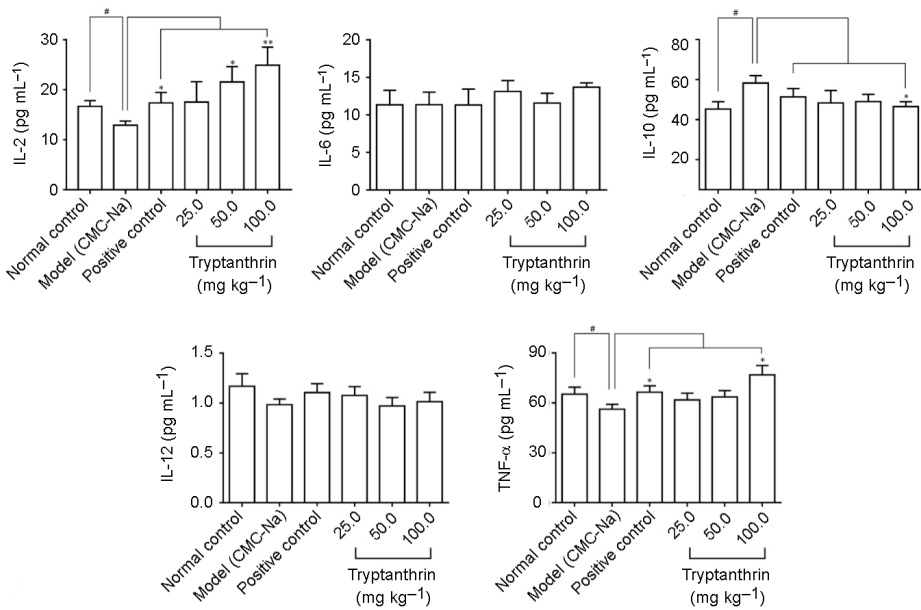 #
**
*
*
30
20
10
0
IL-2 (pg mL–1)
Normal control
Model (CMC-Na)
Positive control
25.0
50.0
100.0
Tryptanthrin
(mg kg–1)
20
15
10
5
0
IL-6 (pg mL–1)
Normal control
Model (CMC-Na)
Positive control
25.0
50.0
100.0
Tryptanthrin
(mg kg–1)
#
*
80
60
40
20
IL-10 (pg mL–1)
Normal control
Model (CMC-Na)
Positive control
25.0
50.0
100.0
Tryptanthrin
(mg kg–1)
1.5
1.0
0.5
0.0
IL-12 (pg mL–1)
Normal control
Model (CMC-Na)
Positive control
25.0
50.0
100.0
Tryptanthrin
(mg kg–1)
#
*
*
90
60
30
0
TNF-α (pg mL–1)
Normal control
Model (CMC-Na)
Positive control
25.0
50.0
100.0
Tryptanthrin
(mg kg–1)